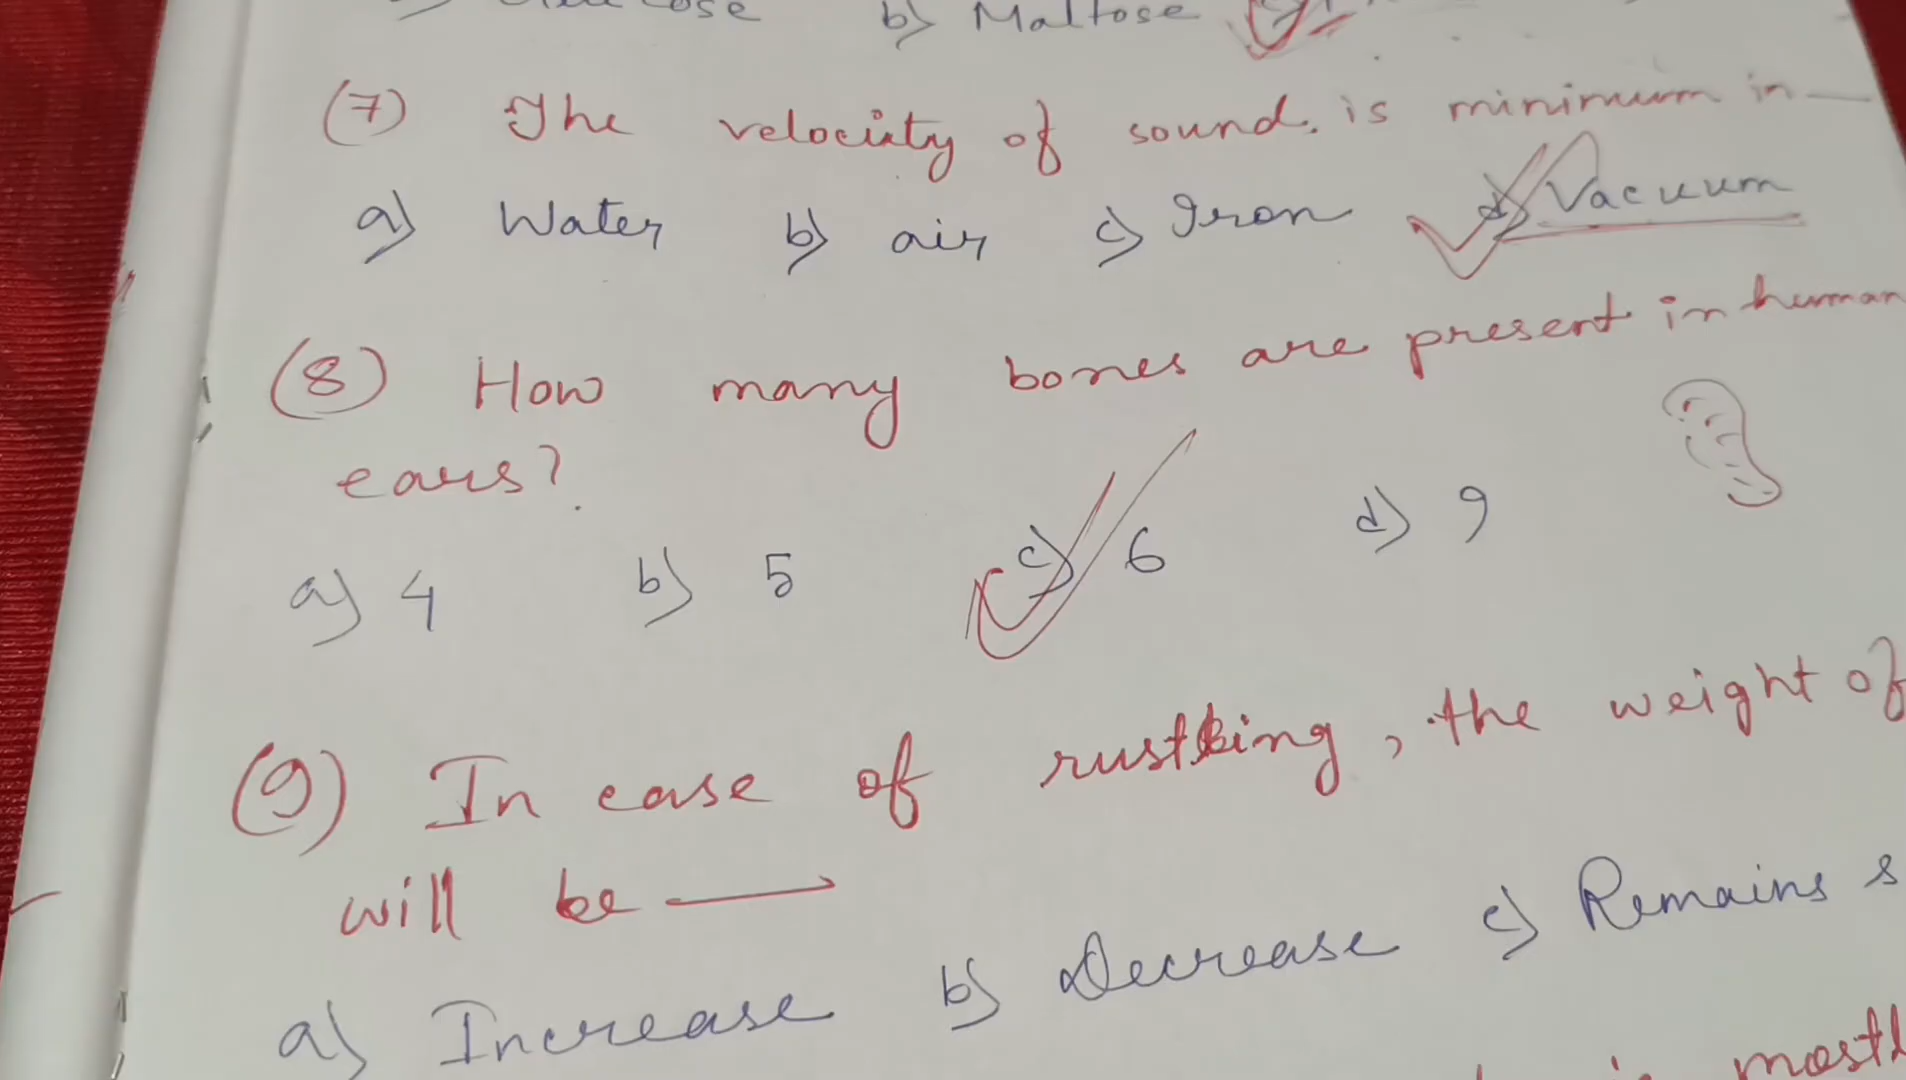 b) Maltose
(7) The velocity of sound. is minimum in —
a) Water b) air c) Iron d) Vacuum
(8) How many bones are present in human
ears?
a) 4 b) 5 c) 6 d) 9
(9) In case of rusting, the weight of
will be —
a) Increase b) Decrease c) Remains s